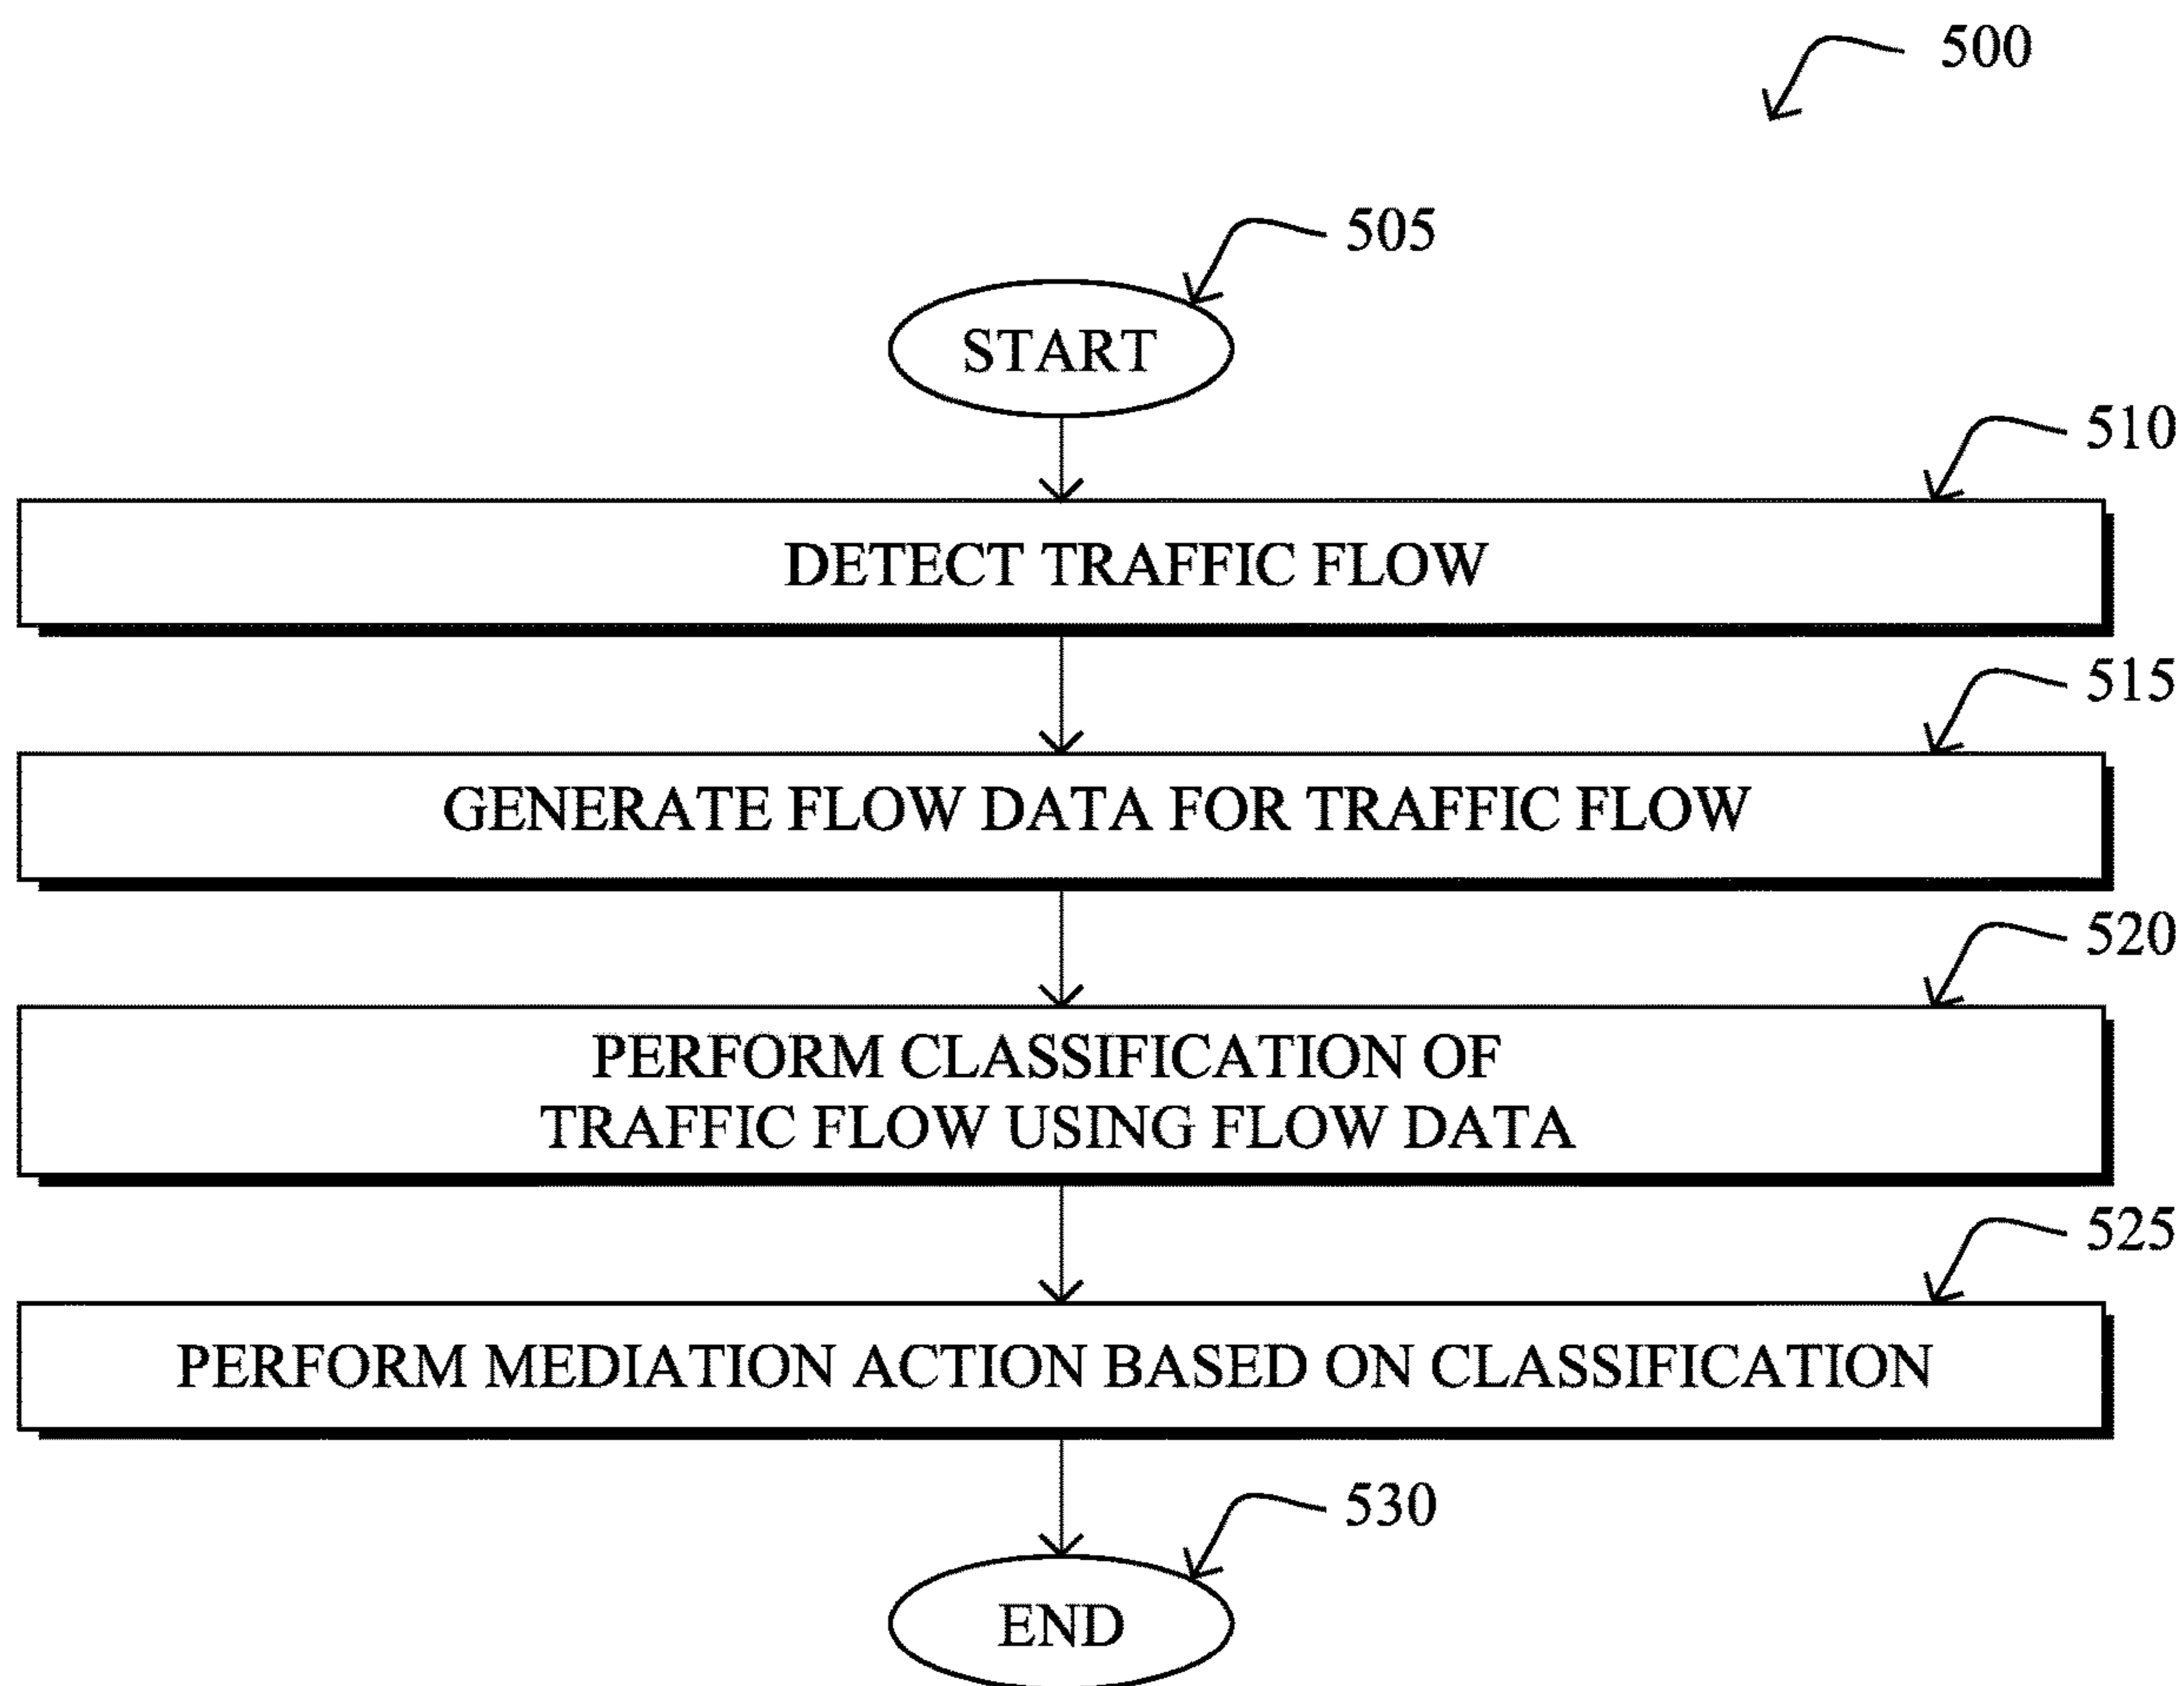 500
505
START
510
DETECT TRAFFIC FLOW
515
GENERATE FLOW DATA FOR TRAFFIC FLOW
520
PERFORM CLASSIFICATION OF
TRAFFIC FLOW USING FLOW DATA
525
PERFORM MEDIATION ACTION BASED ON CLASSIFICATION
530
END